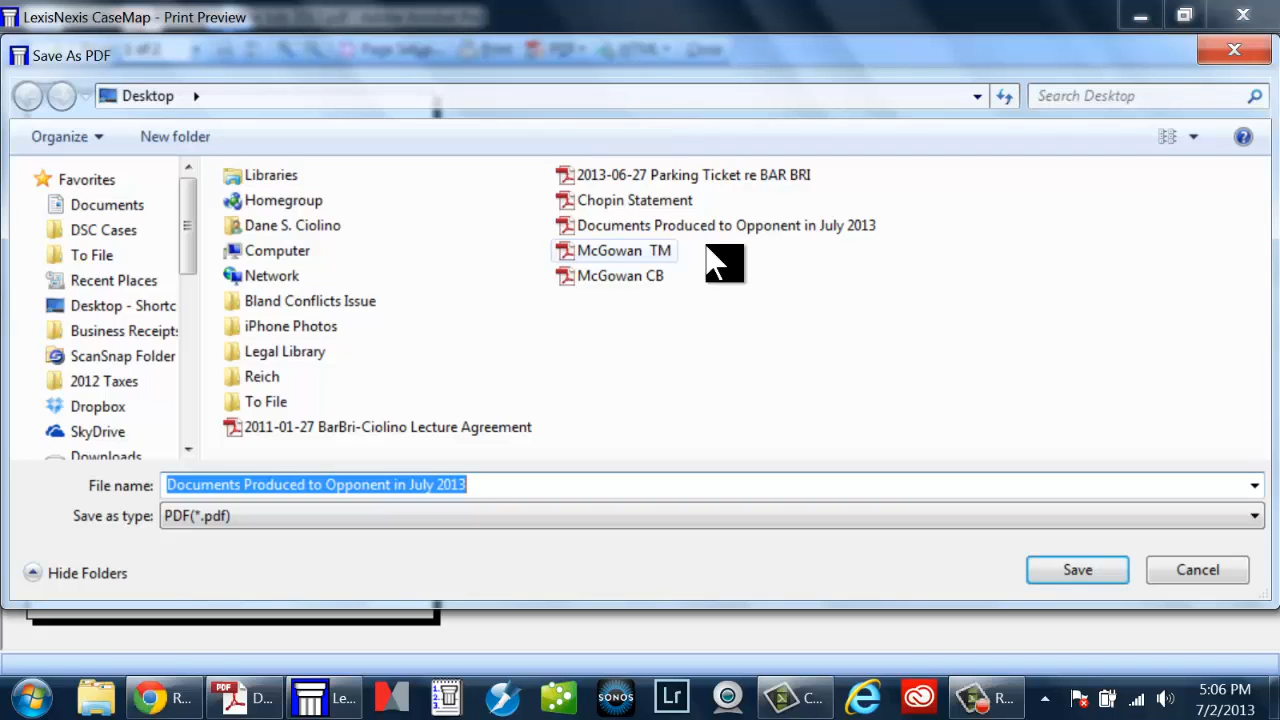 LexisNexis CaseMap - Print Preview
Save As PDF
Desktop
Search Desktop
Organize
New folder
Favorites
Documents
DSC Cases
To File
Recent Places
Desktop - Shortc
Business Receipts
ScanSnap Folder
2012 Taxes
Dropbox
SkyDrive
Downloads
Libraries
Homegroup
Dane S. Ciolino
Computer
Network
Bland Conflicts Issue
iPhone Photos
Legal Library
Reich
To File
2011-01-27 BarBri-Ciolino Lecture Agreement
2013-06-27 Parking Ticket re BAR BRI
Chopin Statement
Documents Produced to Opponent in July 2013
McGowan TM
McGowan CB
File name: Documents Produced to Opponent in July 2013
Save as type: PDF(*.pdf)
Hide Folders
Save
Cancel
R...
PDF
D...
Le...
SONOS
Lr
C...
R...
5:06 PM
7/2/2013